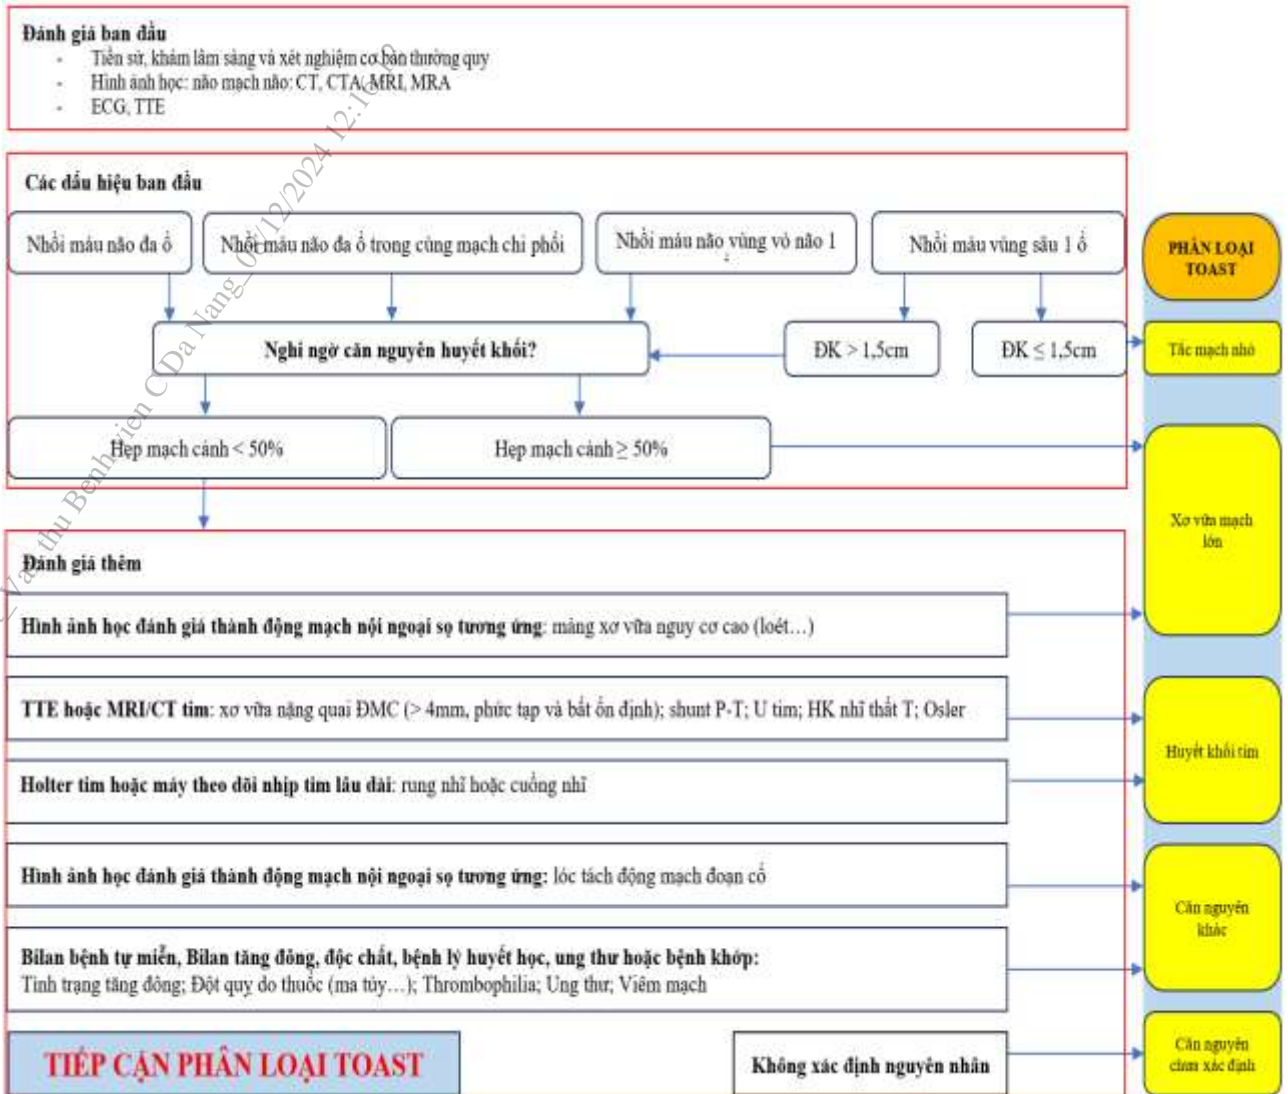 Đánh giá ban đầu
- Tiền sử, khám lâm sàng và xét nghiệm cơ bản thường quy
- Hình ảnh học: não mạch não: CT, CTA, MRI, MRA
- ECG, TTE
Các dấu hiệu ban đầu
Nhồi máu não đa ổ
Nhồi máu não đa ổ trong cùng mạch chi phối
Nhồi máu não vùng vỏ não 1
Nhồi máu vùng sâu 1 ổ
PHÂN LOẠI
TOAST
Nghi ngờ căn nguyên huyết khối?
ĐK > 1,5cm
ĐK ≤ 1,5cm
Tắc mạch nhỏ
Hẹp mạch cảnh < 50%
Hẹp mạch cảnh ≥ 50%
Xơ vữa mạch
lớn
Đánh giá thêm
Hình ảnh học đánh giá thành động mạch nội ngoại sọ tương ứng: mảng xơ vữa nguy cơ cao (loét…)
TTE hoặc MRI/CT tim: xơ vữa nặng quai ĐMC (> 4mm, phức tạp và bất ổn định); shunt P-T; U tim; HK nhĩ thất T; Osler
Huyết khối tim
Holter tim hoặc máy theo dõi nhịp tim lâu dài: rung nhĩ hoặc cuồng nhĩ
Hình ảnh học đánh giá thành động mạch nội ngoại sọ tương ứng: lóc tách động mạch đoạn cổ
Căn nguyên
khác
Bilan bệnh tự miễn, Bilan tăng đông, độc chất, bệnh lý huyết học, ung thư hoặc bệnh khớp:
Tình trạng tăng đông; Đột quỵ do thuốc (ma túy…); Thrombophilia; Ung thư; Viêm mạch
TIẾP CẬN PHÂN LOẠI TOAST
Không xác định nguyên nhân
Căn nguyên
chưa xác định
thu Benh vien C Da Nang
/12/2024 12:1